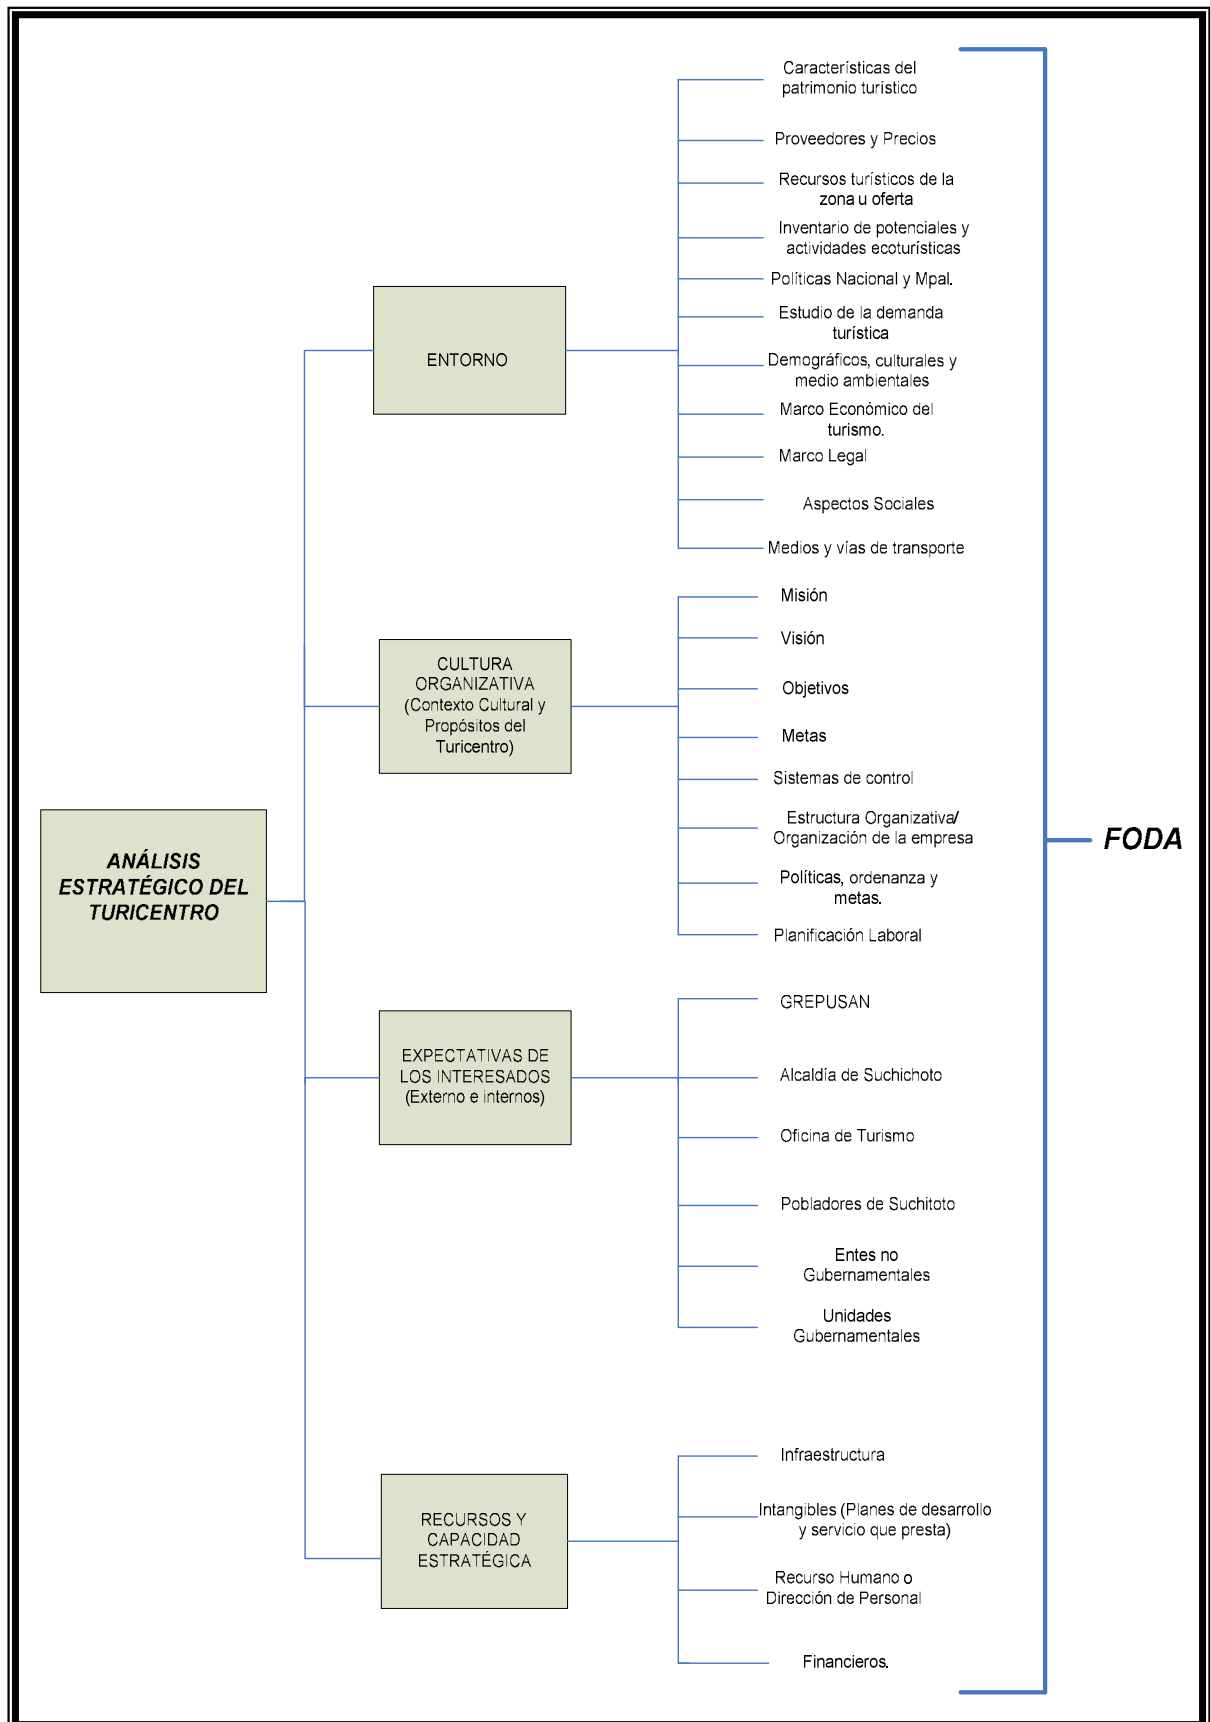 Características del
patrimonio turístico
Proveedores y Precios
Recursos turísticos de la
zona u oferta
Inventario de potenciales y
actividades ecoturísticas
Políticas Nacional y Mpal.
Estudio de la demanda
turística
Demográficos, culturales y
medio ambientales
Marco Económico del
turismo.
Marco Legal
Aspectos Sociales
Medios y vías de transporte
ENTORNO
Misión
Visión
Objetivos
Metas
Sistemas de control
Estructura Organizativa/
Organización de la empresa
Políticas, ordenanza y
metas.
Planificación Laboral
CULTURA
ORGANIZATIVA
(Contexto Cultural y
Propósitos del
Turicentro)
ANÁLISIS
ESTRATÉGICO DEL
TURICENTRO
FODA
GREPUSAN
Alcaldía de Suchichoto
Oficina de Turismo
Pobladores de Suchitoto
Entes no
Gubernamentales
Unidades
Gubernamentales
EXPECTATIVAS DE
LOS INTERESADOS
(Externo e internos)
Infraestructura
Intangibles (Planes de desarrollo
y servicio que presta)
Recurso Humano o
Dirección de Personal
Financieros.
RECURSOS Y
CAPACIDAD
ESTRATÉGICA